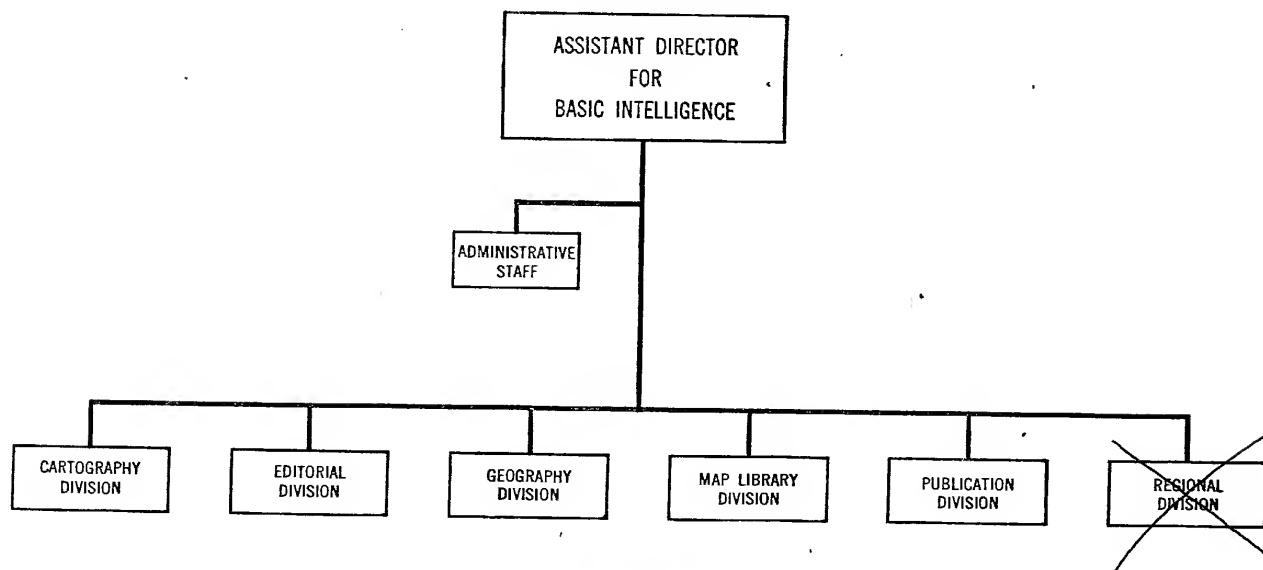 ASSISTANT DIRECTOR
FOR
BASIC INTELLIGENCE
ADMINISTRATIVE
STAFF
CARTOGRAPHY
DIVISION
EDITORIAL
DIVISION
GEOGRAPHY
DIVISION
MAP LIBRARY
DIVISION
PUBLICATION
DIVISION
REGIONAL
DIVISION